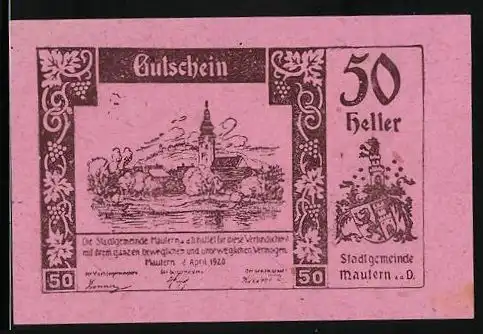 Gutschein
50
Heller
Die Stadtgemeinde Mautern a.d. haftet für diese Verbindlichkeit
mit ihrem ganzen beweglichen und unbeweglichen Vermögen.
Mautern April 1920
50
50
Stadtgemeinde
Mautern a.D.